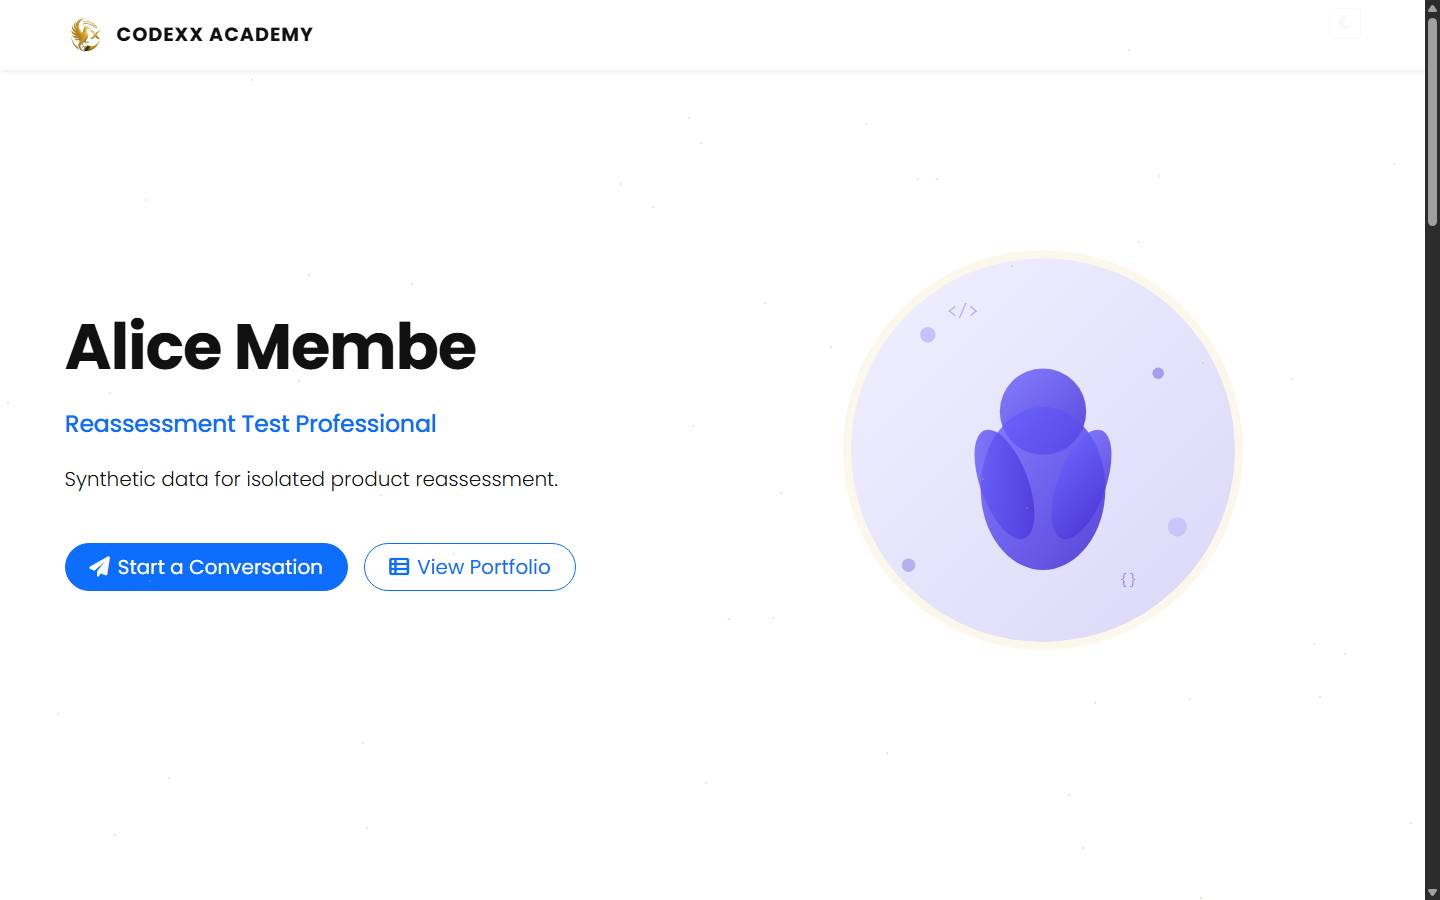 CODEXX ACADEMY
Alice Membe
Reassessment Test Professional
Synthetic data for isolated product reassessment.
Start a Conversation
View Portfolio
</>
{}